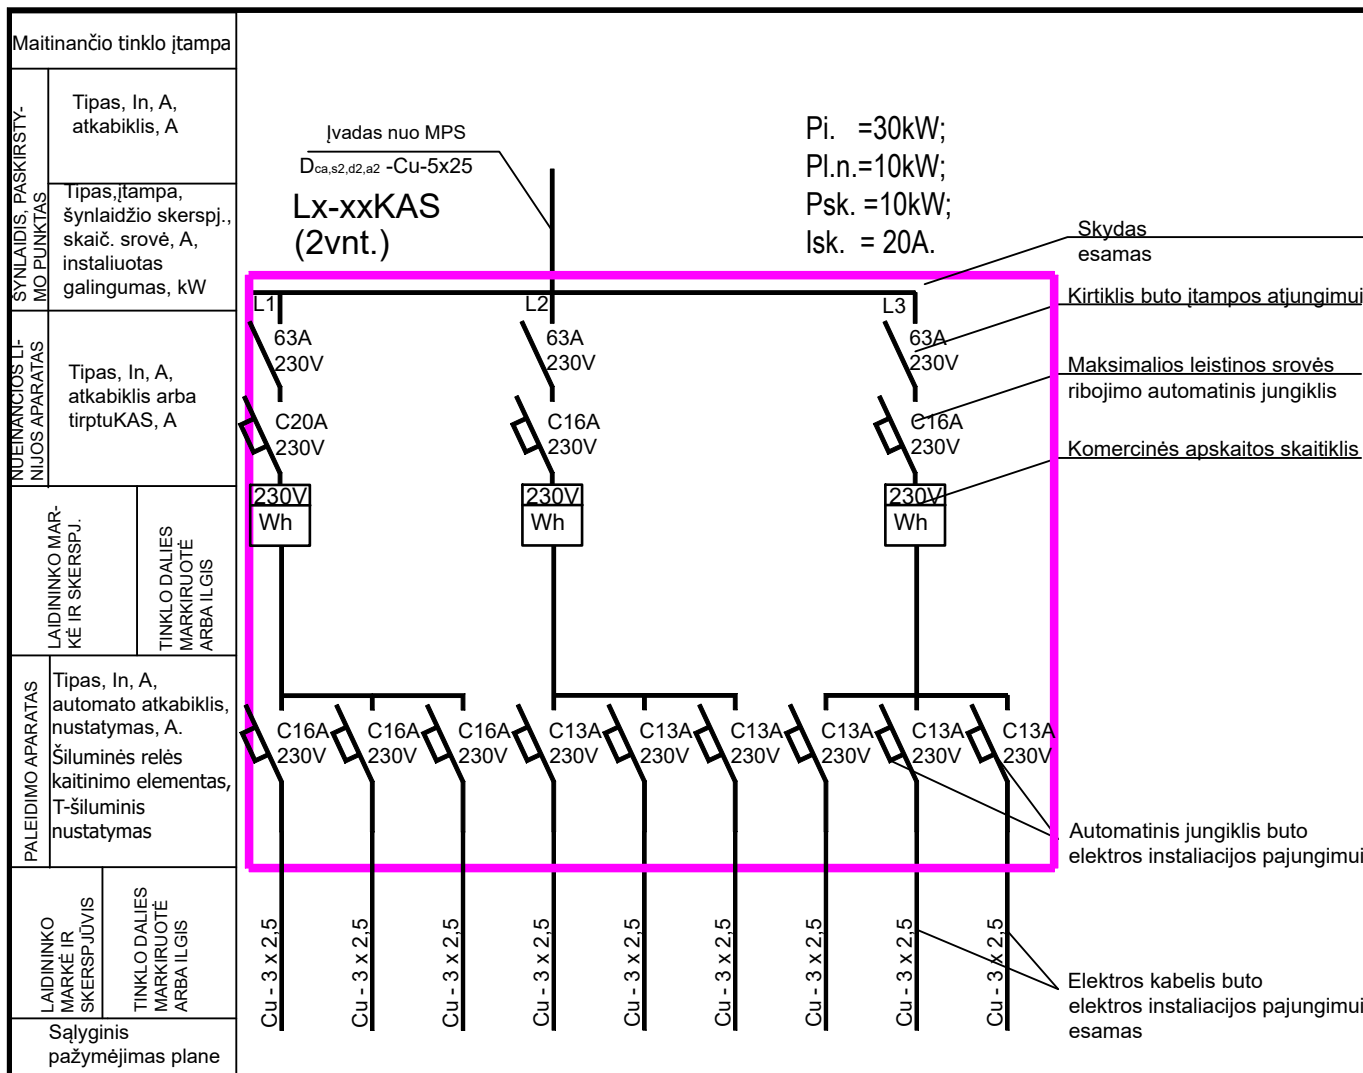 Maitinančio tinklo įtampa
ŠYNLAIDIS, PASKIRSTY-
MO PUNKTAS
Tipas, In, A,
atkabiklis, A
Tipas,įtampa,
šynlaidžio skerspj.,
skaič. srovė, A,
instaliuotas
galingumas, kW
NUEINANČIOS LI-
NIJOS APARATAS
Tipas, In, A,
atkabiklis arba
tirptuKAS, A
LAIDININKO MAR-
KĖ IR SKERSPJ.
TINKLO DALIES
MARKIRUOTĖ
ARBA ILGIS
PALEIDIMO APARATAS
Tipas, In, A,
automato atkabiklis,
nustatymas, A.
Šiluminės relės
kaitinimo elementas,
T-šiluminis
nustatymas
LAIDININKO
MARKĖ IR
SKERSPJŪVIS
TINKLO DALIES
MARKIRUOTĖ
ARBA ILGIS
Sąlyginis
pažymėjimas plane
Įvadas nuo MPS
Dca,s2,d2,a2 -Cu-5x25
Lx-xxKAS
(2vnt.)
Pi. =30kW;
Pl.n.=10kW;
Psk. =10kW;
Isk. = 20A.
L1
63A
230V
C20A
230V
230V
Wh
L2
63A
230V
C16A
230V
230V
Wh
L3
63A
230V
C16A
230V
230V
Wh
C16A
230V
C16A
230V
C16A
230V
C13A
230V
C13A
230V
C13A
230V
C13A
230V
C13A
230V
C13A
230V
Cu - 3 x 2,5
Cu - 3 x 2,5
Cu - 3 x 2,5
Cu - 3 x 2,5
Cu - 3 x 2,5
Cu - 3 x 2,5
Cu - 3 x 2,5
Cu - 3 x 2,5
Cu - 3 x 2,5
Skydas
esamas
Kirtiklis buto įtampos atjungimui
Maksimalios leistinos srovės
ribojimo automatinis jungiklis
Komercinės apskaitos skaitiklis
Automatinis jungiklis buto
elektros instaliacijos pajungimui
Elektros kabelis buto
elektros instaliacijos pajungimui
esamas